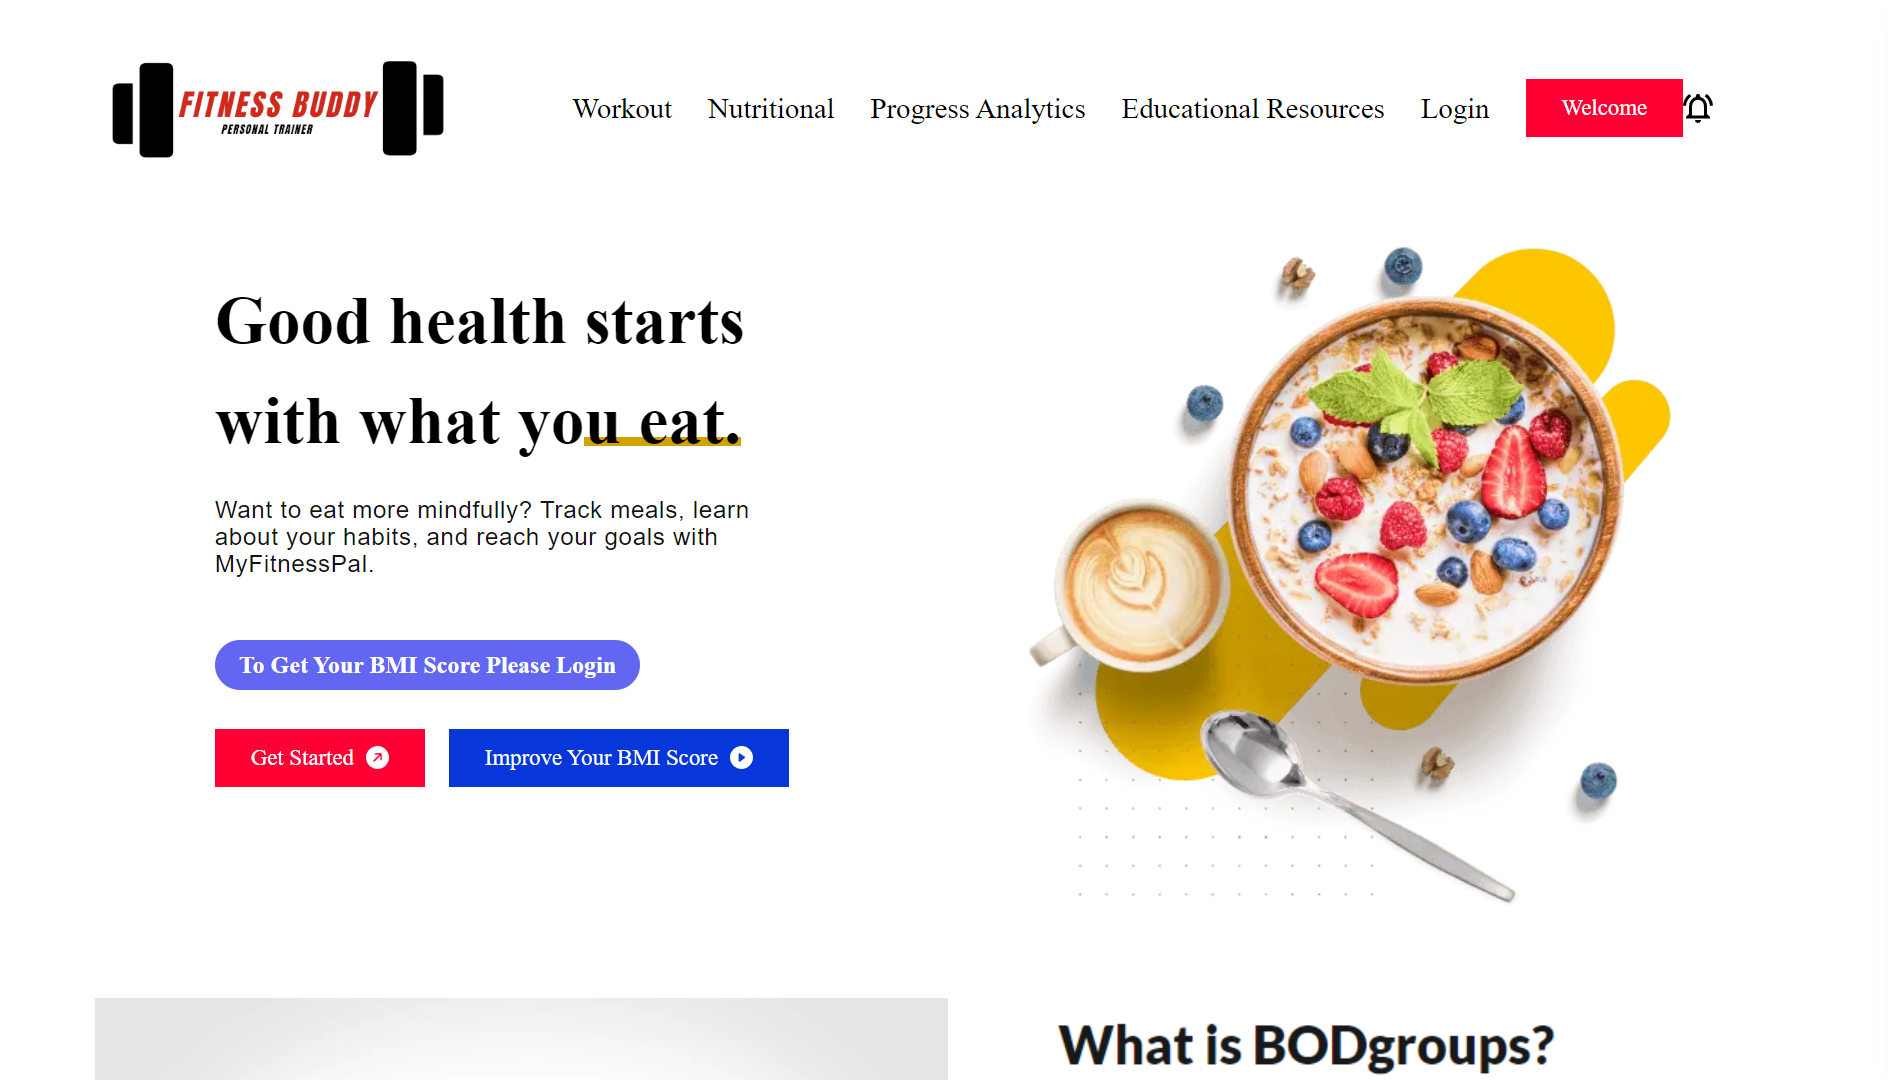 FITNESS BUDDY
PERSONAL TRAINER
Workout Nutritional Progress Analytics Educational Resources Login Welcome
Good health starts
with what you eat.
Want to eat more mindfully? Track meals, learn
about your habits, and reach your goals with
MyFitnessPal.
To Get Your BMI Score Please Login
Get Started Improve Your BMI Score
What is BODgroups?